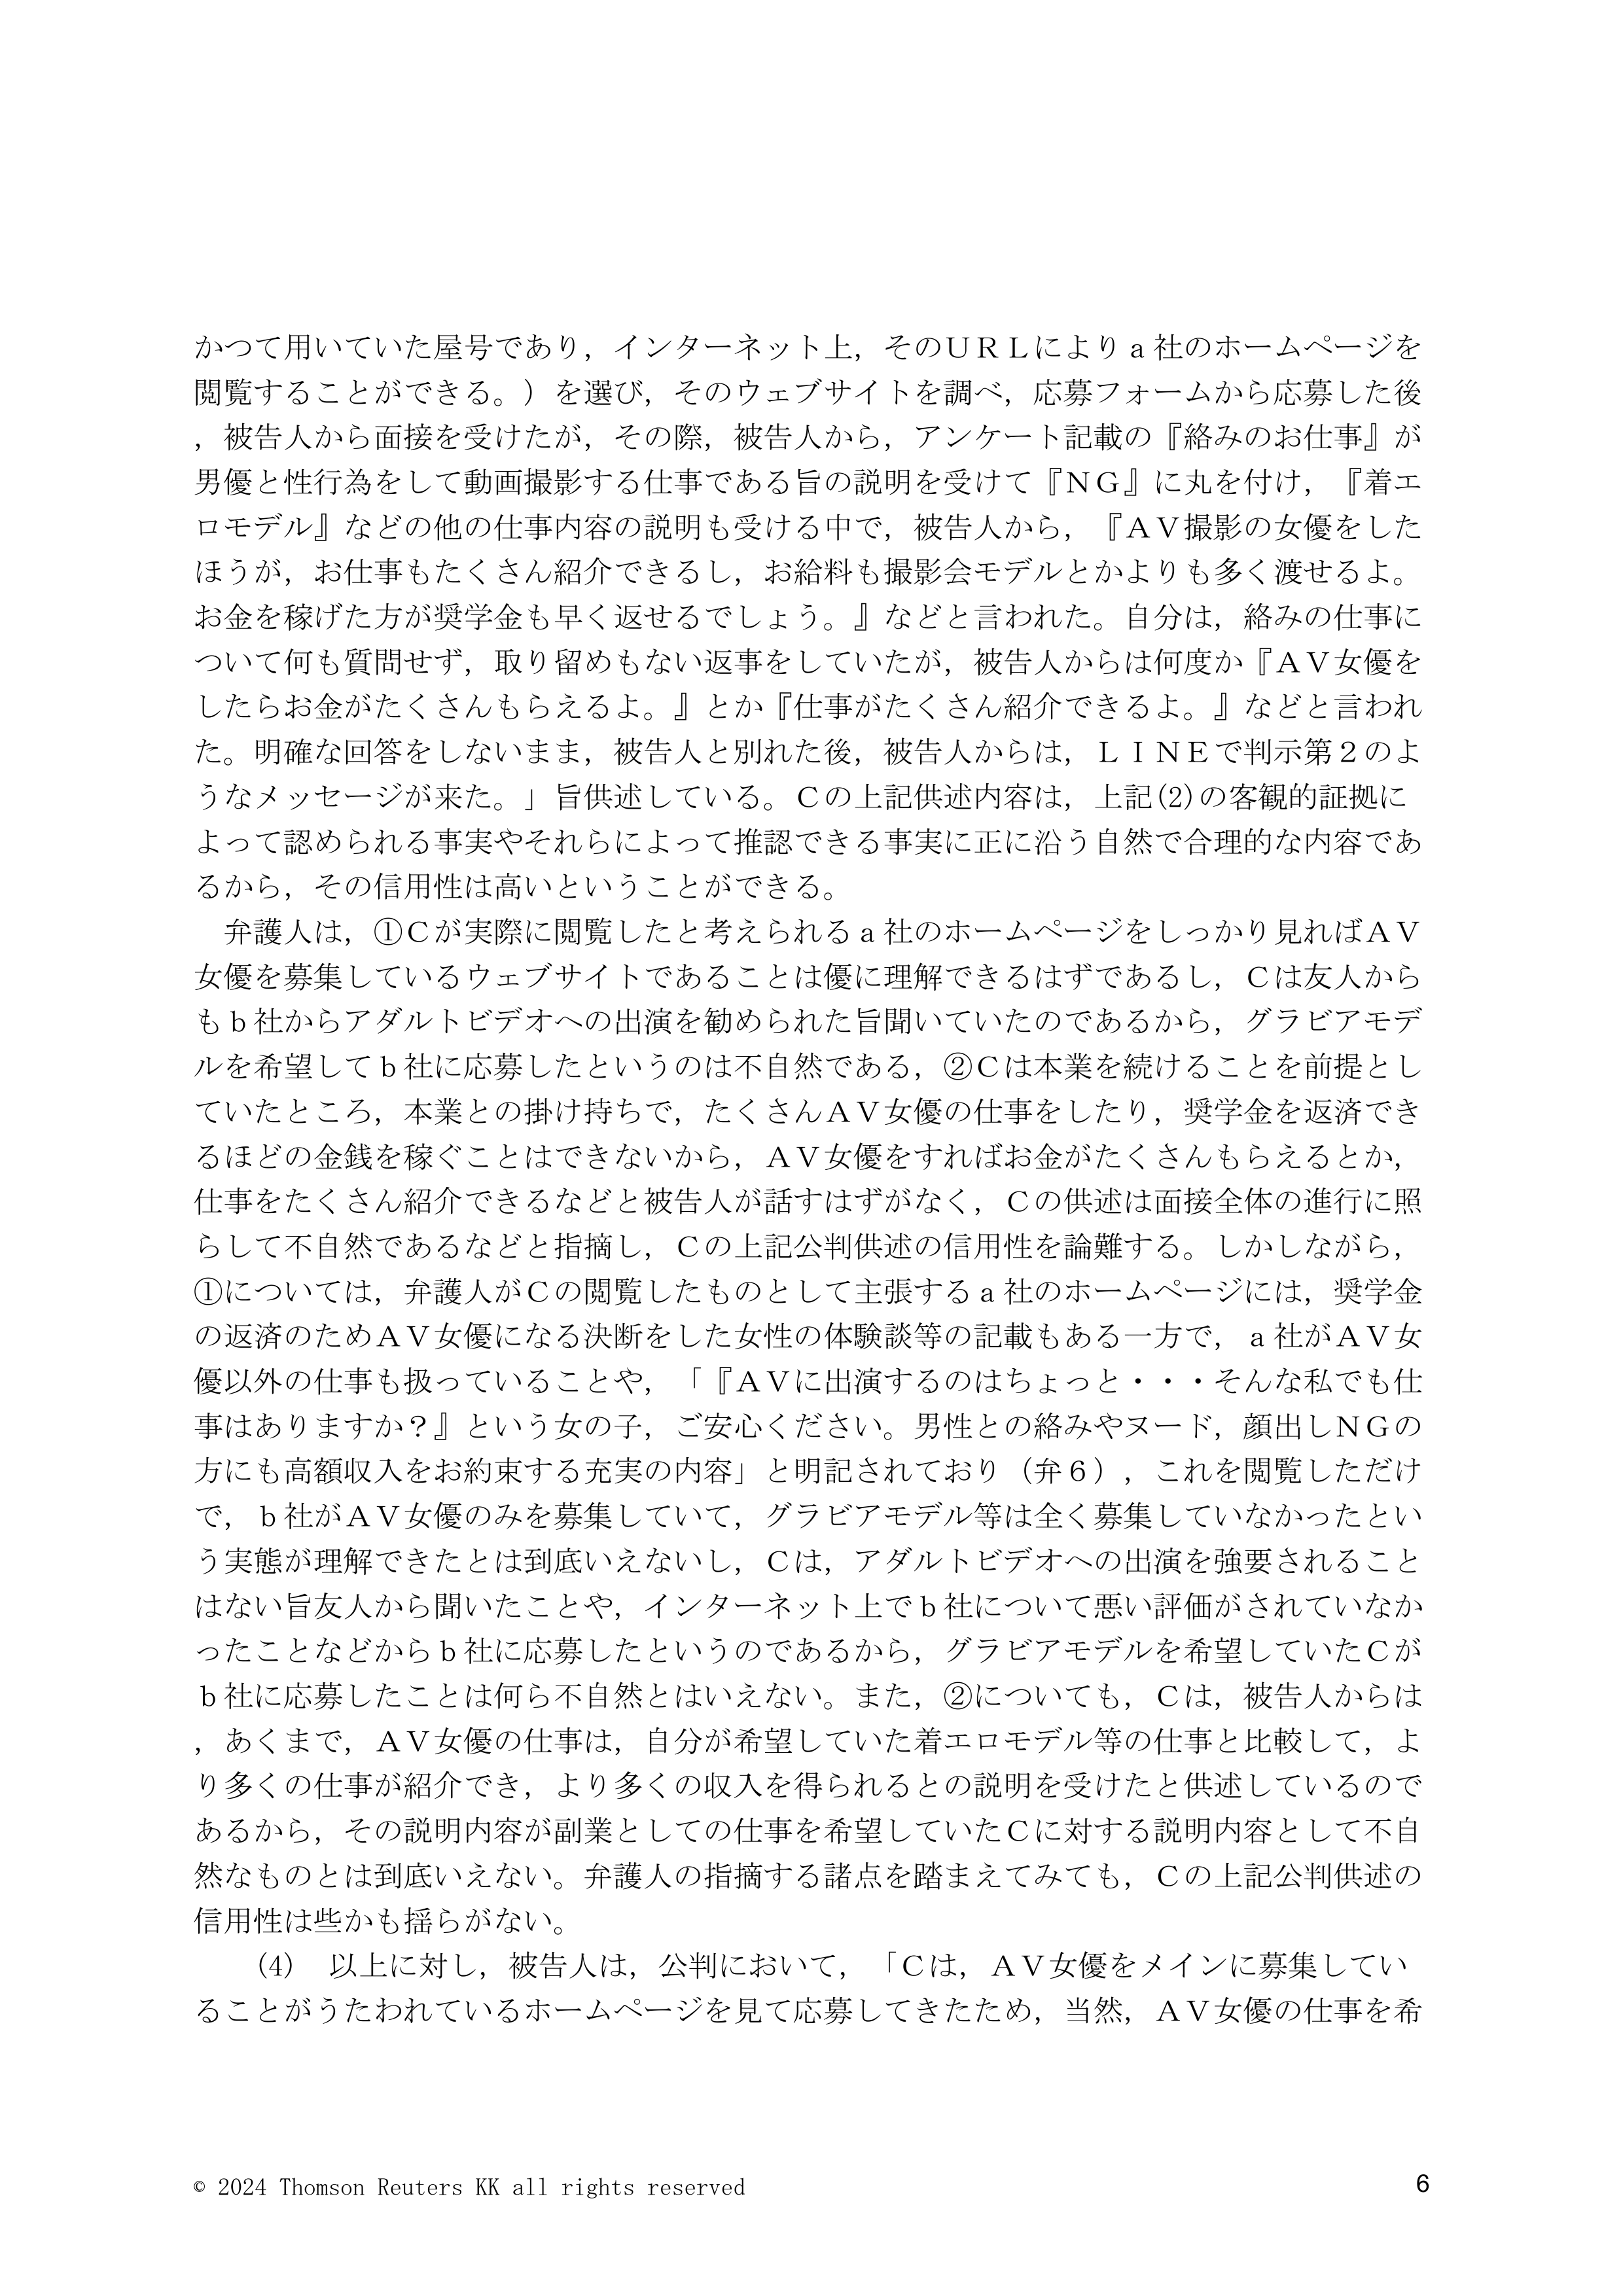 かつて用いていた屋号であり，インターネット上，そのＵＲＬによりａ社のホームページを
閲覧することができる。）を選び，そのウェブサイトを調べ，応募フォームから応募した後
，被告人から面接を受けたが，その際，被告人から，アンケート記載の『絡みのお仕事』が
男優と性行為をして動画撮影する仕事である旨の説明を受けて『ＮＧ』に丸を付け，『着エ
ロモデル』などの他の仕事内容の説明も受ける中で，被告人から，『ＡＶ撮影の女優をした
ほうが，お仕事もたくさん紹介できるし，お給料も撮影会モデルとかよりも多く渡せるよ。
お金を稼げた方が奨学金も早く返せるでしょう。』などと言われた。自分は，絡みの仕事に
ついて何も質問せず，取り留めもない返事をしていたが，被告人からは何度か『ＡＶ女優を
したらお金がたくさんもらえるよ。』とか『仕事がたくさん紹介できるよ。』などと言われ
た。明確な回答をしないまま，被告人と別れた後，被告人からは，ＬＩＮＥで判示第２のよ
うなメッセージが来た。」旨供述している。Ｃの上記供述内容は，上記(2)の客観的証拠に
よって認められる事実やそれらによって推認できる事実に正に沿う自然で合理的な内容であ
るから，その信用性は高いということができる。
　弁護人は，①Ｃが実際に閲覧したと考えられるａ社のホームページをしっかり見ればＡＶ
女優を募集しているウェブサイトであることは優に理解できるはずであるし，Ｃは友人から
もｂ社からアダルトビデオへの出演を勧められた旨聞いていたのであるから，グラビアモデ
ルを希望してｂ社に応募したというのは不自然である，②Ｃは本業を続けることを前提とし
ていたところ，本業との掛け持ちで，たくさんＡＶ女優の仕事をしたり，奨学金を返済でき
るほどの金銭を稼ぐことはできないから，ＡＶ女優をすればお金がたくさんもらえるとか，
仕事をたくさん紹介できるなどと被告人が話すはずがなく，Ｃの供述は面接全体の進行に照
らして不自然であるなどと指摘し，Ｃの上記公判供述の信用性を論難する。しかしながら，
①については，弁護人がＣの閲覧したものとして主張するａ社のホームページには，奨学金
の返済のためＡＶ女優になる決断をした女性の体験談等の記載もある一方で，ａ社がＡＶ女
優以外の仕事も扱っていることや，「『ＡＶに出演するのはちょっと・・・そんな私でも仕
事はありますか？』という女の子，ご安心ください。男性との絡みやヌード，顔出しＮＧの
方にも高額収入をお約束する充実の内容」と明記されており（弁６），これを閲覧しただけ
で，ｂ社がＡＶ女優のみを募集していて，グラビアモデル等は全く募集していなかったとい
う実態が理解できたとは到底いえないし，Ｃは，アダルトビデオへの出演を強要されること
はない旨友人から聞いたことや，インターネット上でｂ社について悪い評価がされていなか
ったことなどからｂ社に応募したというのであるから，グラビアモデルを希望していたＣが
ｂ社に応募したことは何ら不自然とはいえない。また，②についても，Ｃは，被告人からは
，あくまで，ＡＶ女優の仕事は，自分が希望していた着エロモデル等の仕事と比較して，よ
り多くの仕事が紹介でき，より多くの収入を得られるとの説明を受けたと供述しているので
あるから，その説明内容が副業としての仕事を希望していたＣに対する説明内容として不自
然なものとは到底いえない。弁護人の指摘する諸点を踏まえてみても，Ｃの上記公判供述の
信用性は些かも揺らがない。
　　(4)　以上に対し，被告人は，公判において，「Ｃは，ＡＶ女優をメインに募集してい
ることがうたわれているホームページを見て応募してきたため，当然，ＡＶ女優の仕事を希
© 2024 Thomson Reuters KK all rights reserved
6